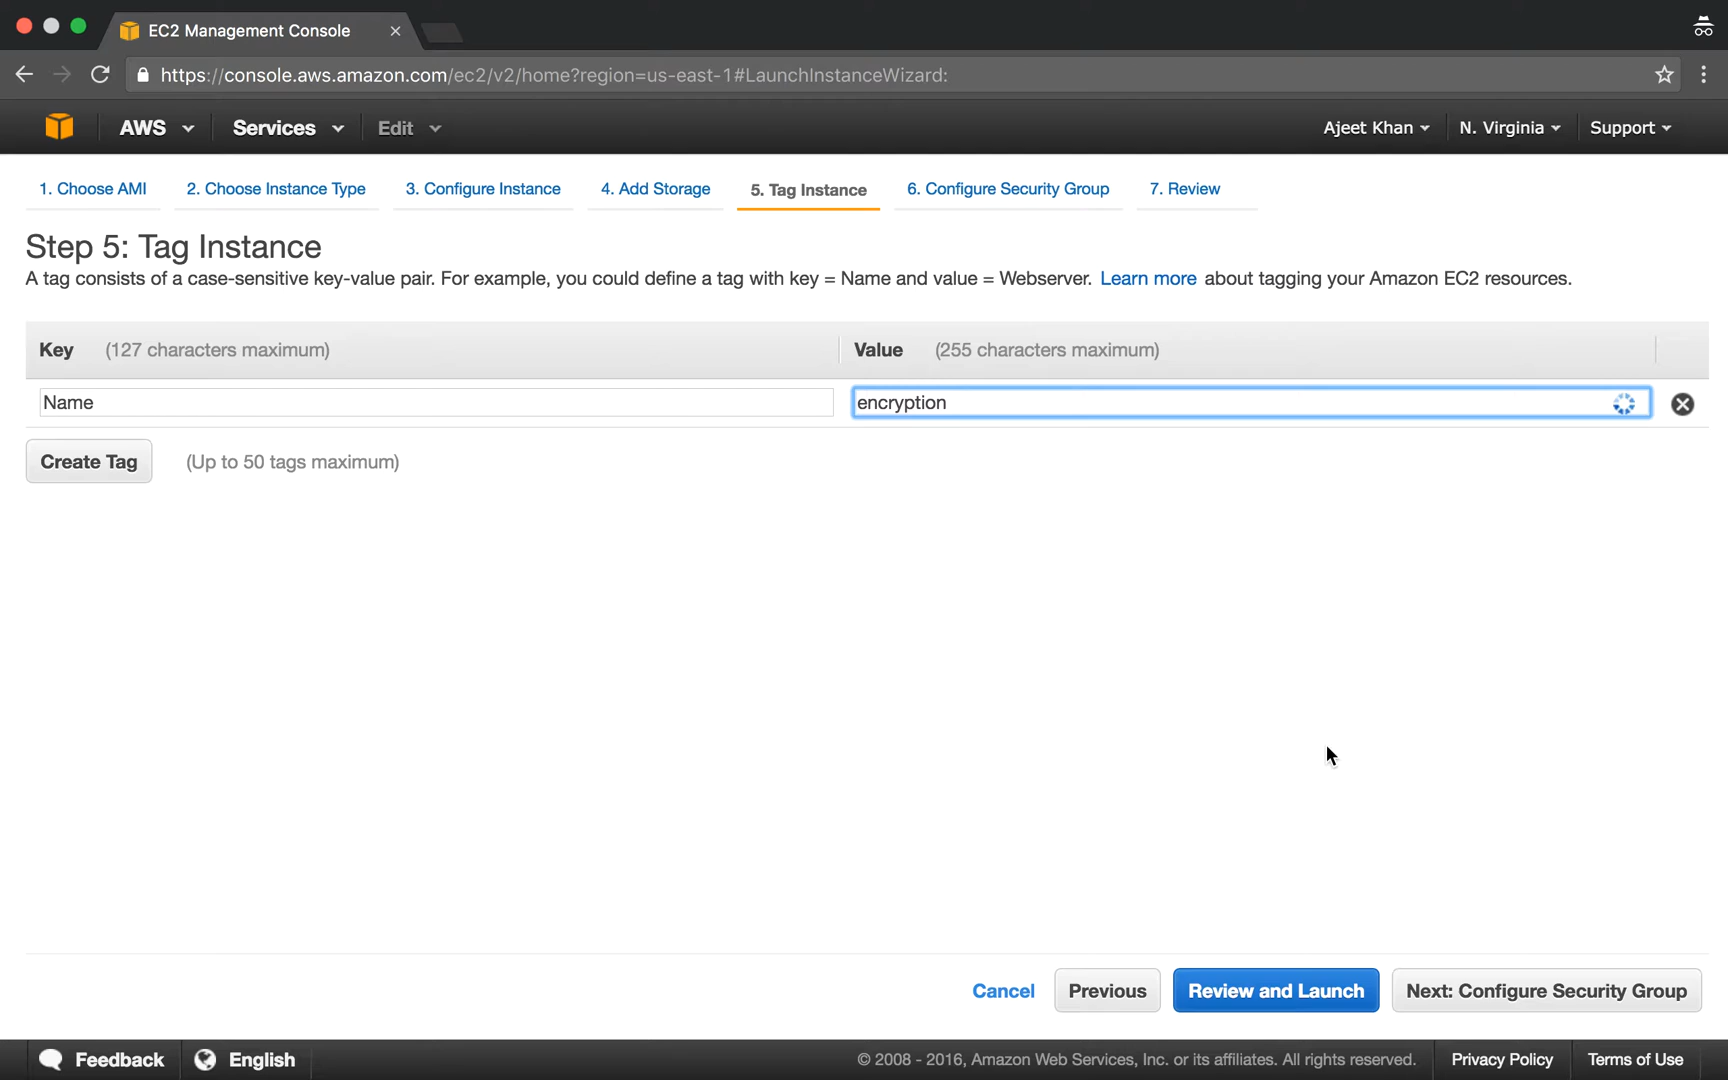 EC2 Management Console
https://console.aws.amazon.com/ec2/v2/home?region=us-east-1#LaunchInstanceWizard:
AWS Services Edit Ajeet Khan N. Virginia Support
1. Choose AMI 2. Choose Instance Type 3. Configure Instance 4. Add Storage 5. Tag Instance 6. Configure Security Group 7. Review
Step 5: Tag Instance
A tag consists of a case-sensitive key-value pair. For example, you could define a tag with key = Name and value = Webserver. Learn more about tagging your Amazon EC2 resources.
Key (127 characters maximum) Value (255 characters maximum)
Name encryption
Create Tag (Up to 50 tags maximum)
Cancel Previous Review and Launch Next: Configure Security Group
Feedback English © 2008 - 2016, Amazon Web Services, Inc. or its affiliates. All rights reserved. Privacy Policy Terms of Use